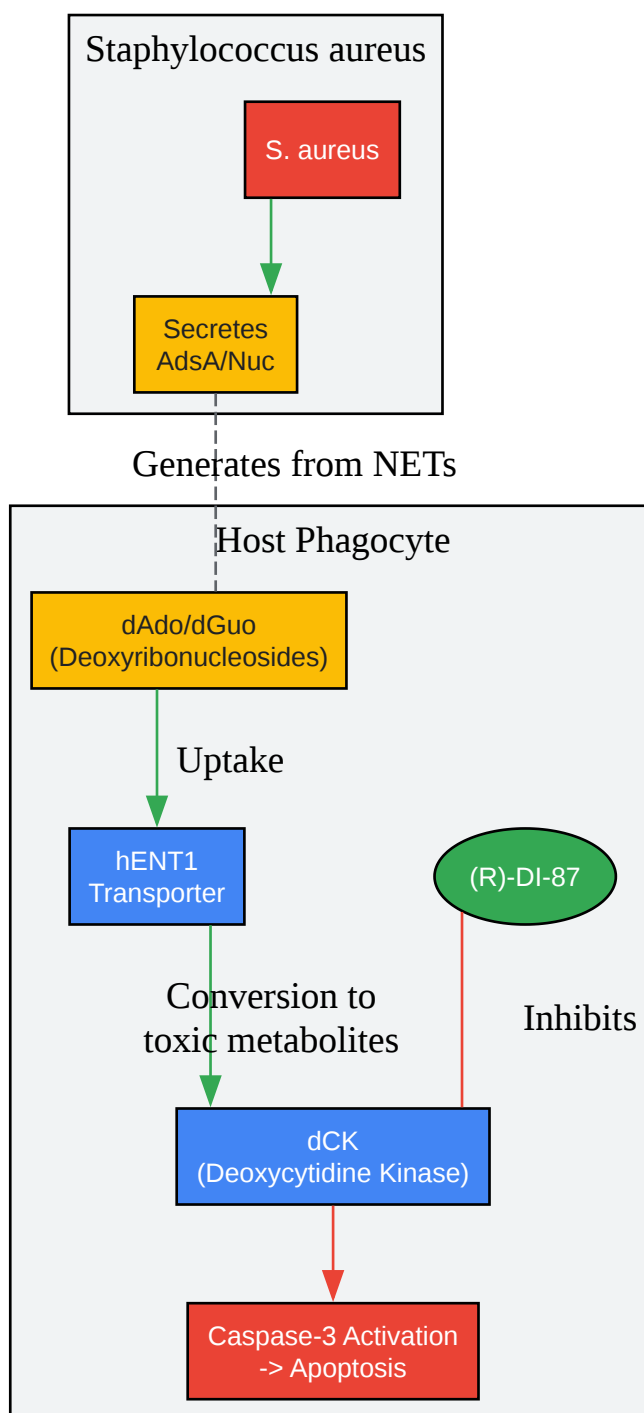 Staphylococcus aureus
S. aureus
Secretes
AdsA/Nuc
Generates from NETs
Host Phagocyte
dAdo/dGuo
(Deoxyribonucleosides)
Uptake
hENT1
Transporter
(R)-DI-87
Conversion to
toxic metabolites
Inhibits
dCK
(Deoxycytidine Kinase)
Caspase-3 Activation
-> Apoptosis